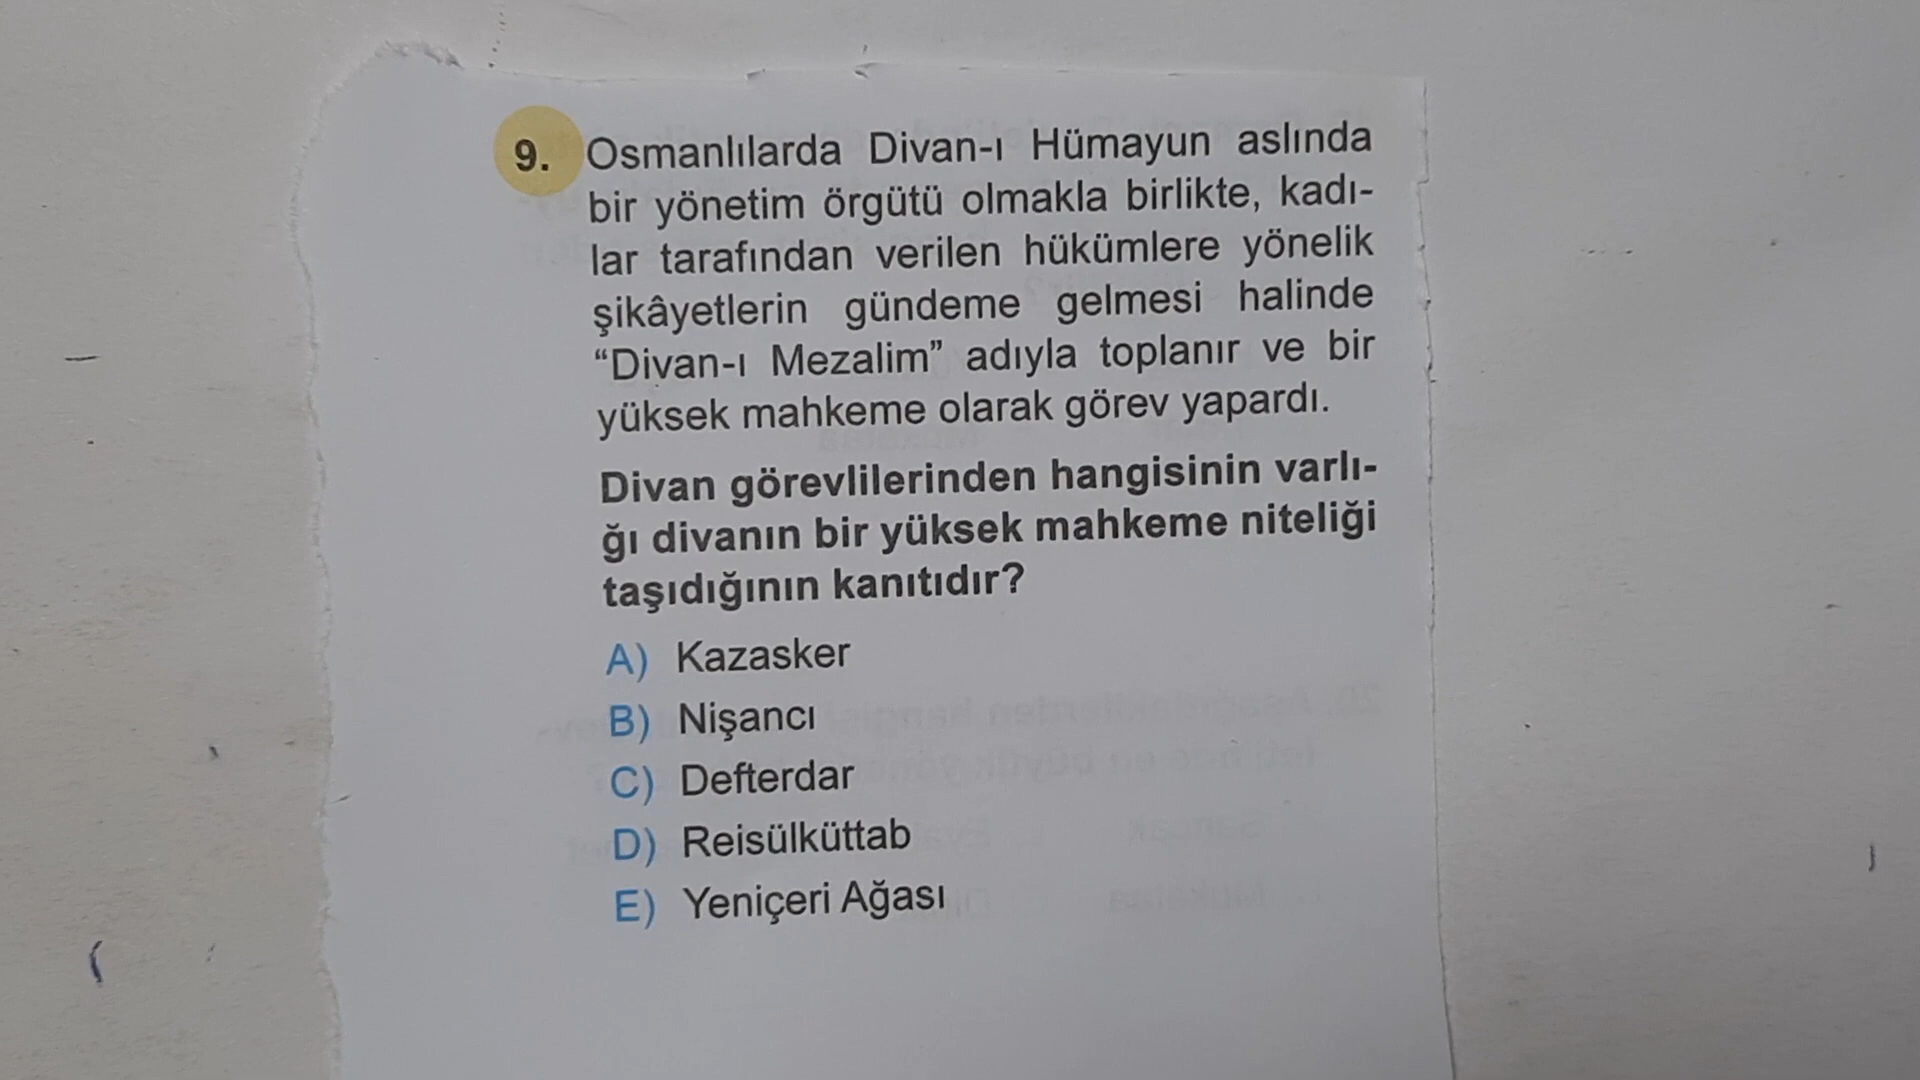 9. Osmanlılarda Divan-ı Hümayun aslında
bir yönetim örgütü olmakla birlikte, kadı-
lar tarafından verilen hükümlere yönelik
şikâyetlerin gündeme gelmesi halinde
“Divan-ı Mezalim” adıyla toplanır ve bir
yüksek mahkeme olarak görev yapardı.
Divan görevlilerinden hangisinin varlı-
ğı divanın bir yüksek mahkeme niteliği
taşıdığının kanıtıdır?
A) Kazasker
B) Nişancı
C) Defterdar
D) Reisülküttab
E) Yeniçeri Ağası